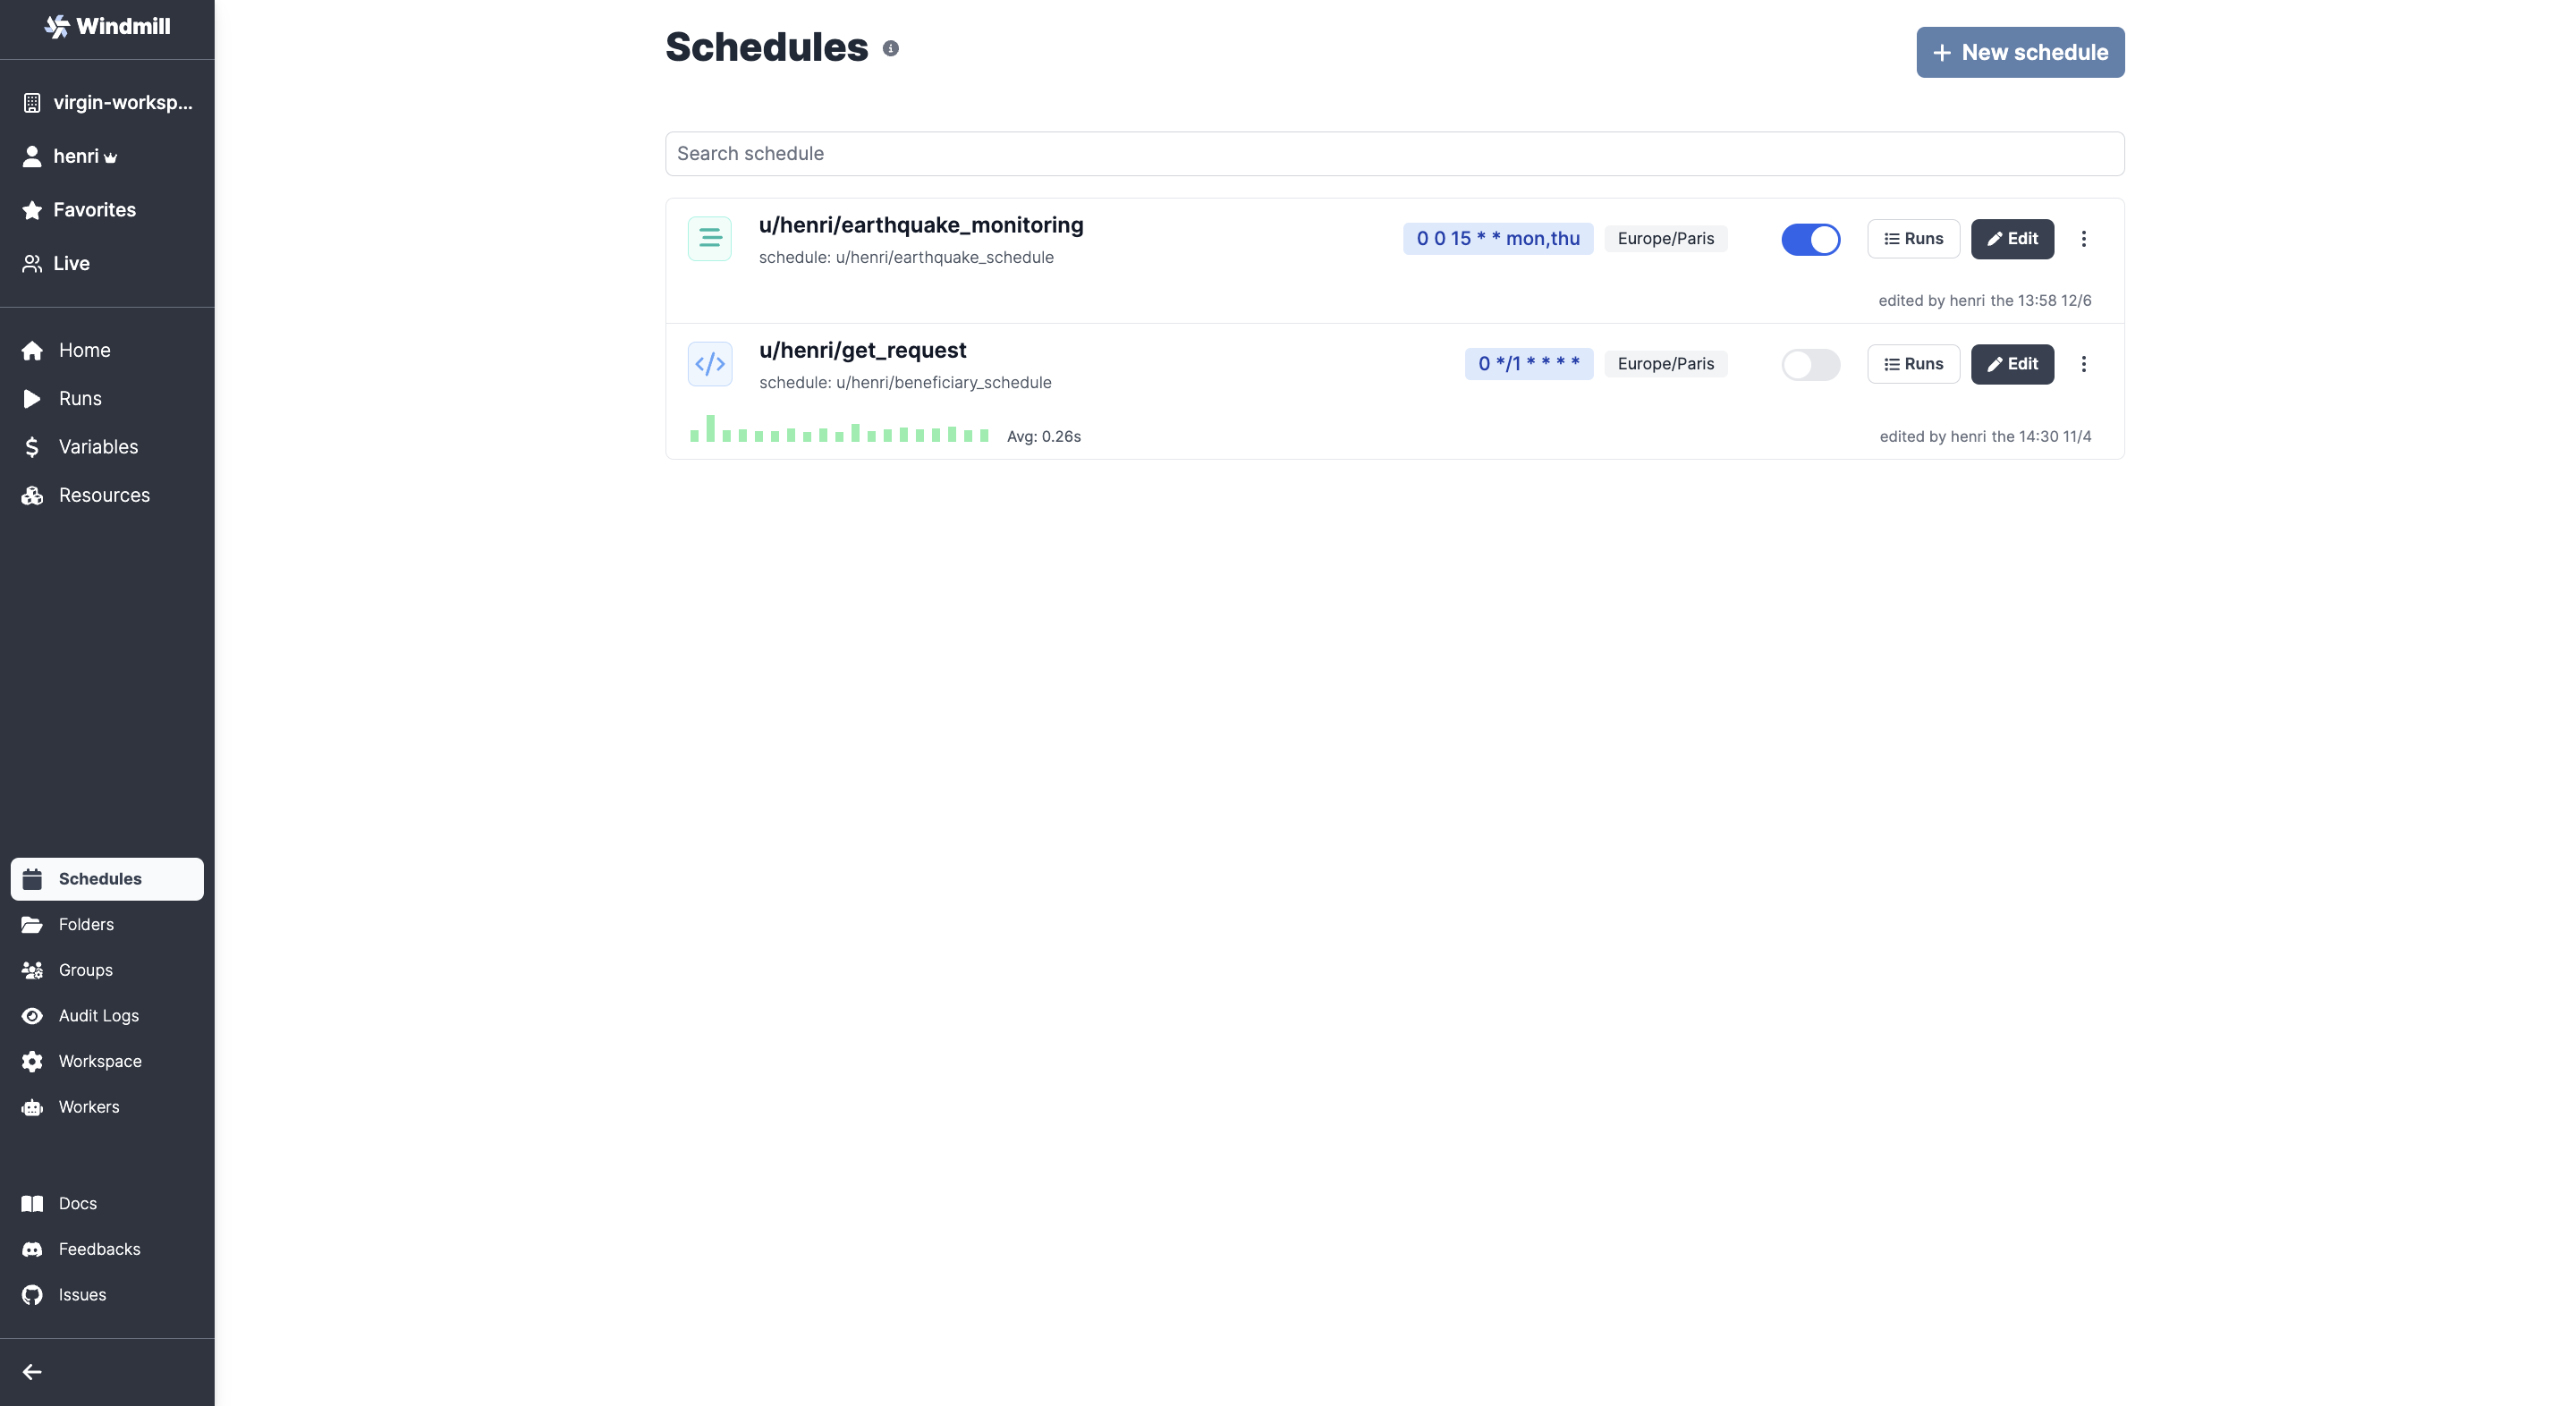 Windmill
virgin-worksp...
henri
Favorites
Live
Home
Runs
Variables
Resources
Schedules
Folders
Groups
Audit Logs
Workspace
Workers
Docs
Feedbacks
Issues
Schedules
New schedule
Search schedule
u/henri/earthquake_monitoring
schedule: u/henri/earthquake_schedule
0 0 15 * * mon,thu
Europe/Paris
Runs
Edit
edited by henri the 13:58 12/6
u/henri/get_request
schedule: u/henri/beneficiary_schedule
0 */1 * * * *
Europe/Paris
Runs
Edit
Avg: 0.26s
edited by henri the 14:30 11/4